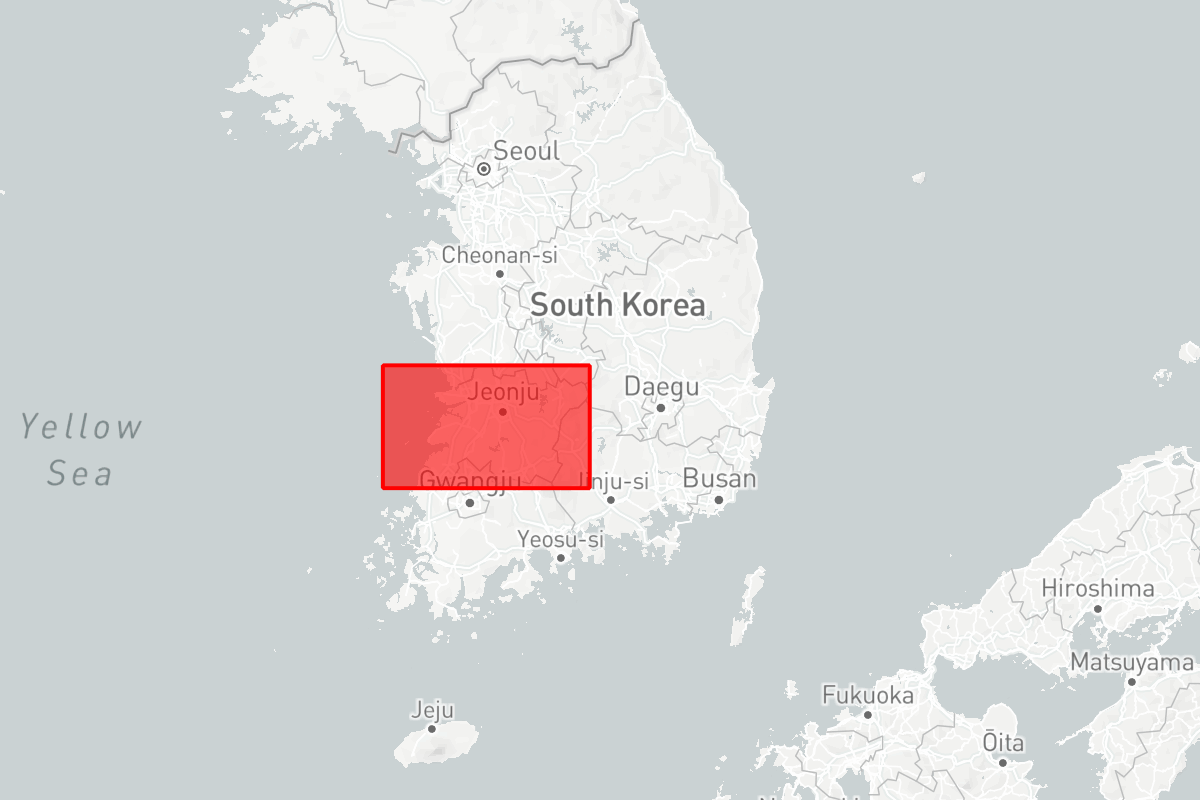 Seoul
Cheonan-si
South Korea
Jeonju
Daegu
Yellow
Sea
Gwangju
Jinju-si
Busan
Yeosu-si
Hiroshima
Matsuyama
Fukuoka
Jeju
Ōita